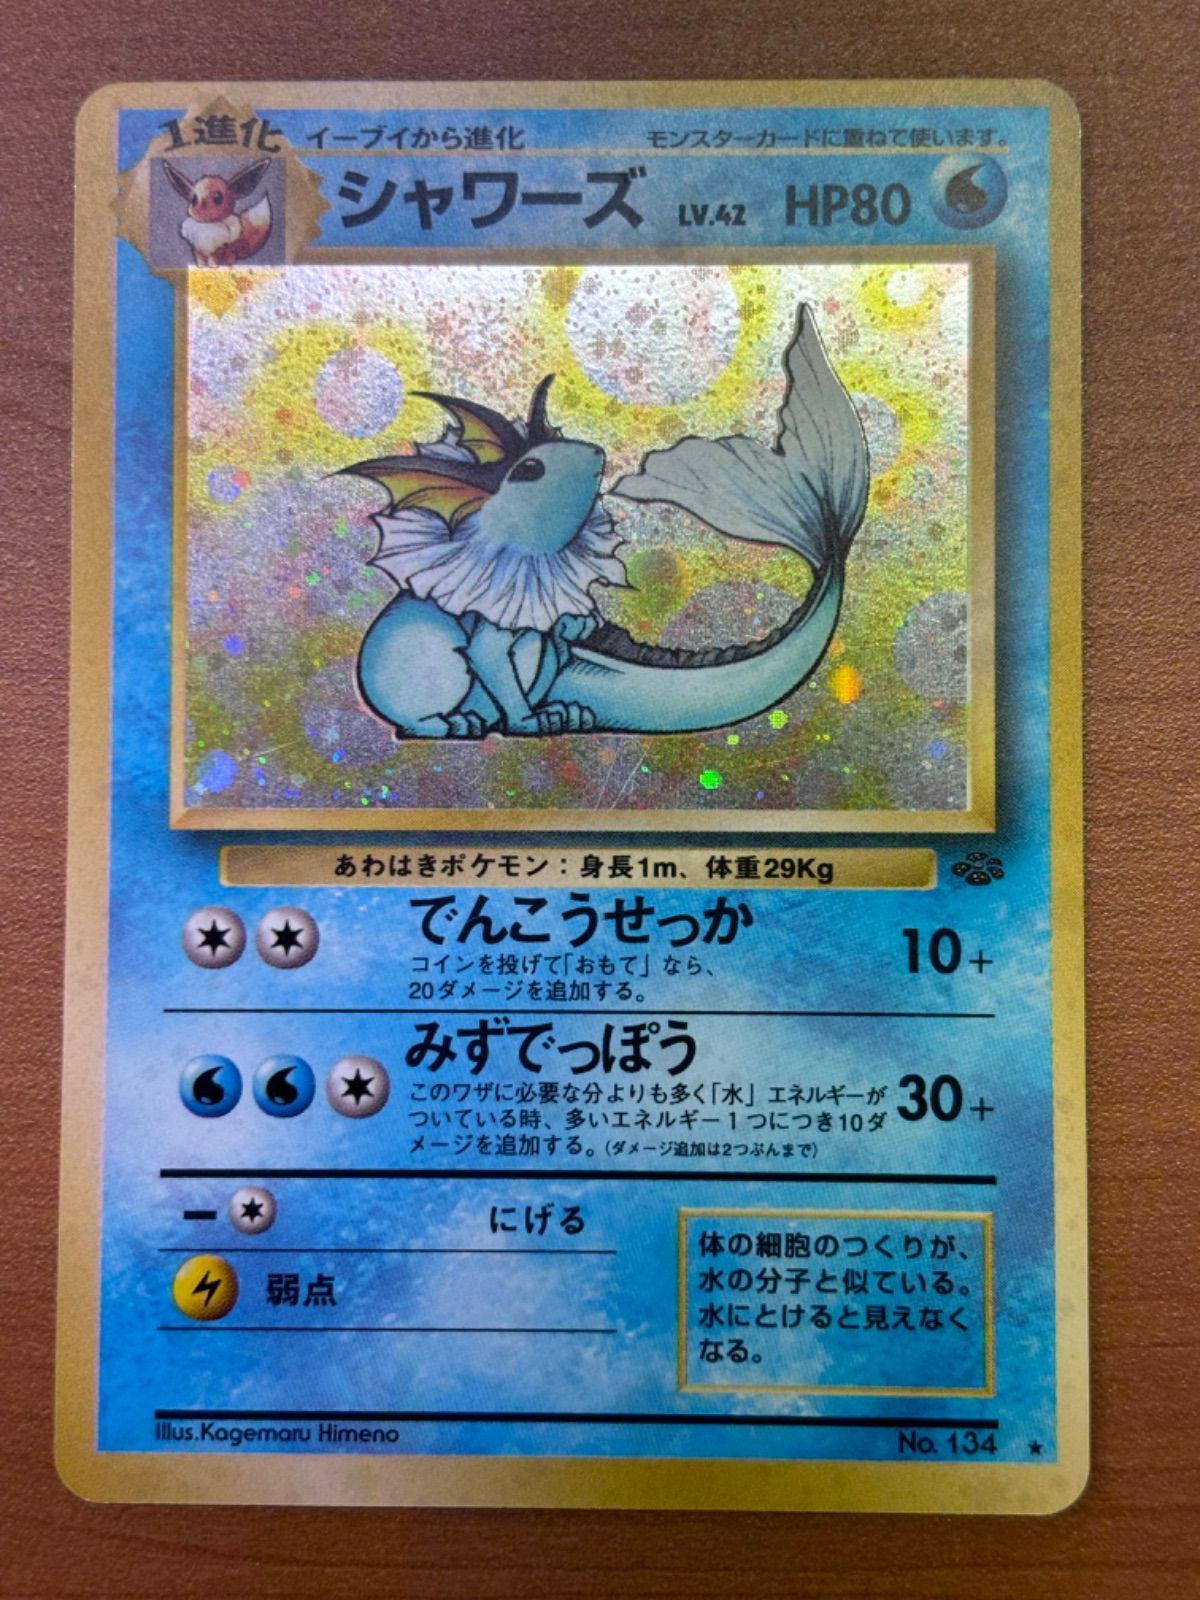 1進化 イーブイから進化 モンスターカードに重ねて使います。
シャワーズ LV.42 HP80
あわはきポケモン：身長1m、体重29Kg
でんこうせっか 10+
コインを投げて「おもて」なら、
20ダメージを追加する。
みずでっぽう 30+
このワザに必要な分よりも多く「水」エネルギーが
ついている時、多いエネルギー1つにつき10ダ
メージを追加する。(ダメージ追加は2つぶんまで)
にげる
弱点
体の細胞のつくりが、
水の分子と似ている。
水にとけると見えなく
なる。
Illus.Kagemaru Himeno
No. 134 ★